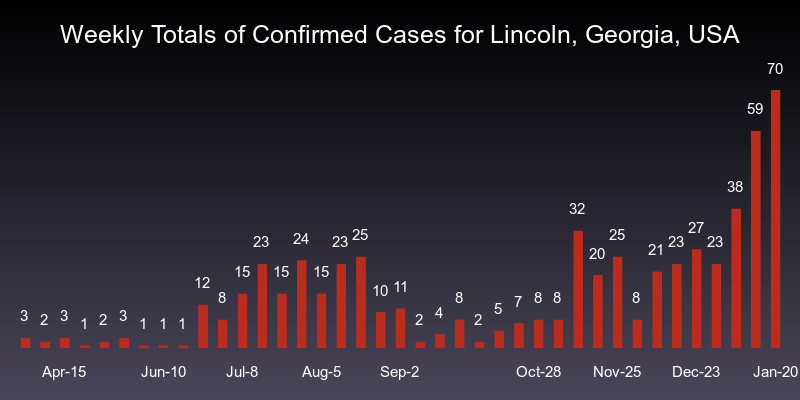 Weekly Totals of Confirmed Cases for Lincoln, Georgia, USA
3 2 3 1 2 3 1 1 1 12 8 15 23 15 24 15 23 25 10 11 2 4 8 2 5 7 8 8 32 20 25 8 21 23 27 23 38 59 70
Apr-15 Jun-10 Jul-8 Aug-5 Sep-2 Oct-28 Nov-25 Dec-23 Jan-20